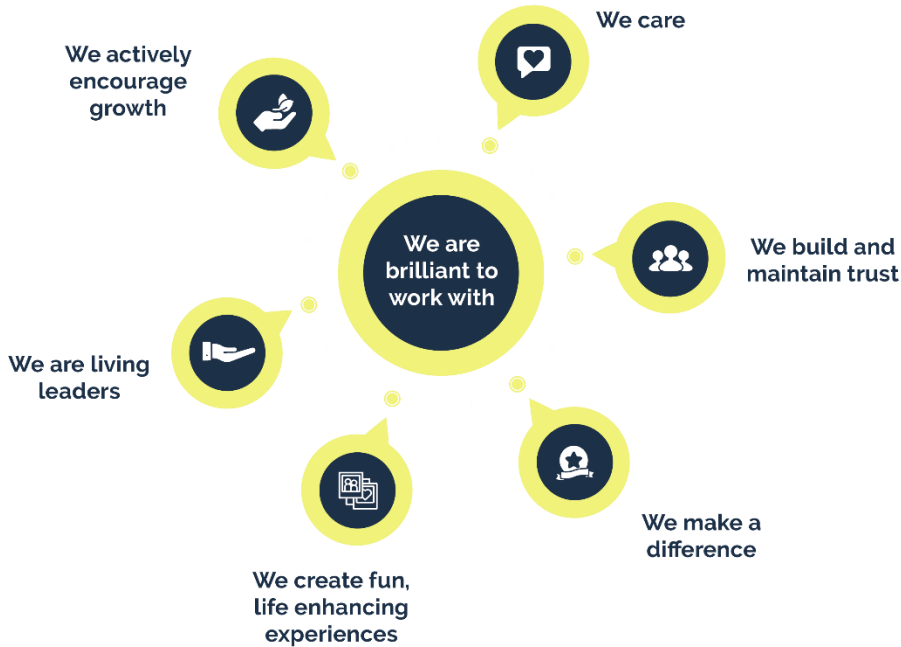 We care
We actively
encourage
growth
We are
brilliant to
work with
We build and
maintain trust
We are living
leaders
We make a
difference
We create fun,
life enhancing
experiences